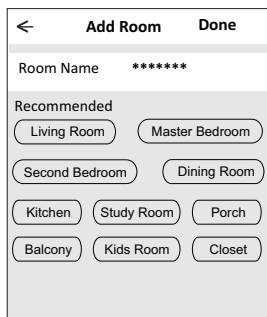 ← Add Room Done
Room Name *******
Recommended
Living Room Master Bedroom
Second Bedroom Dining Room
Kitchen Study Room Porch
Balcony Kids Room Closet